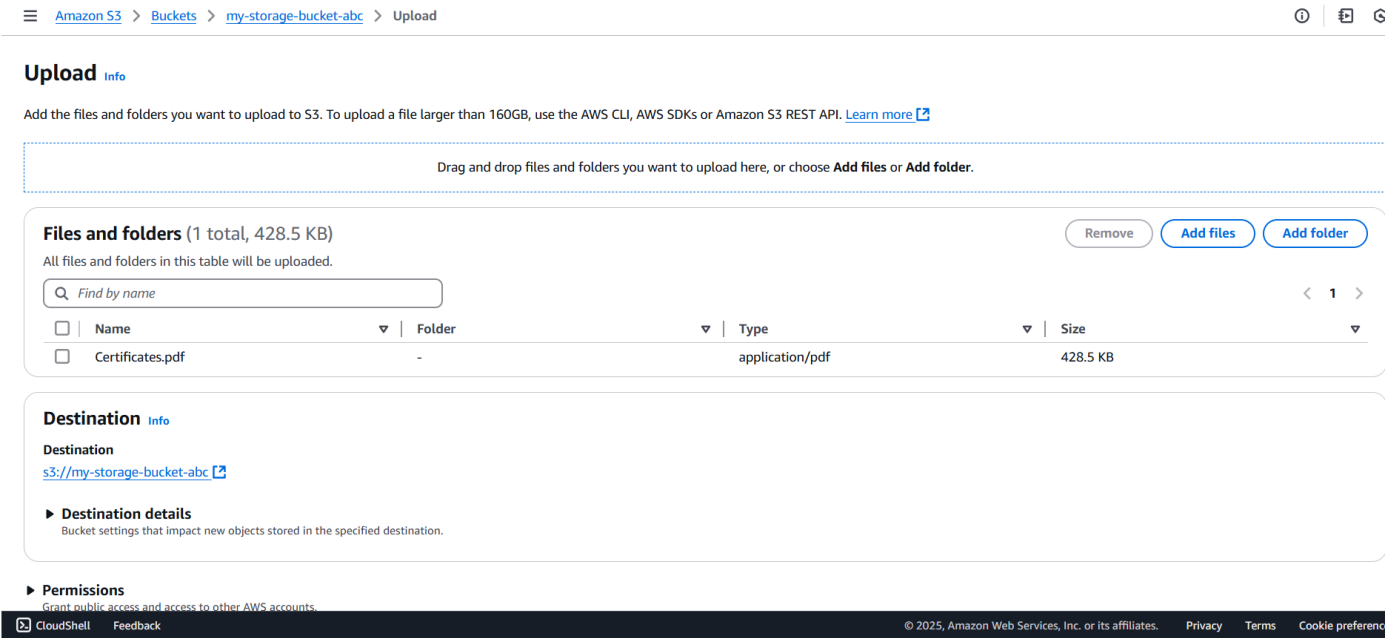 Amazon S3 > Buckets > my-storage-bucket-abc > Upload
Upload Info
Add the files and folders you want to upload to S3. To upload a file larger than 160GB, use the AWS CLI, AWS SDKs or Amazon S3 REST API. Learn more
Drag and drop files and folders you want to upload here, or choose Add files or Add folder.
Files and folders (1 total, 428.5 KB)
Remove Add files Add folder
All files and folders in this table will be uploaded.
Find by name
1
Name Folder Type Size
Certificates.pdf - application/pdf 428.5 KB
Destination Info
Destination
s3://my-storage-bucket-abc
Destination details
Bucket settings that impact new objects stored in the specified destination.
Permissions
Grant public access and access to other AWS accounts.
CloudShell Feedback © 2025, Amazon Web Services, Inc. or its affiliates. Privacy Terms Cookie preferenc